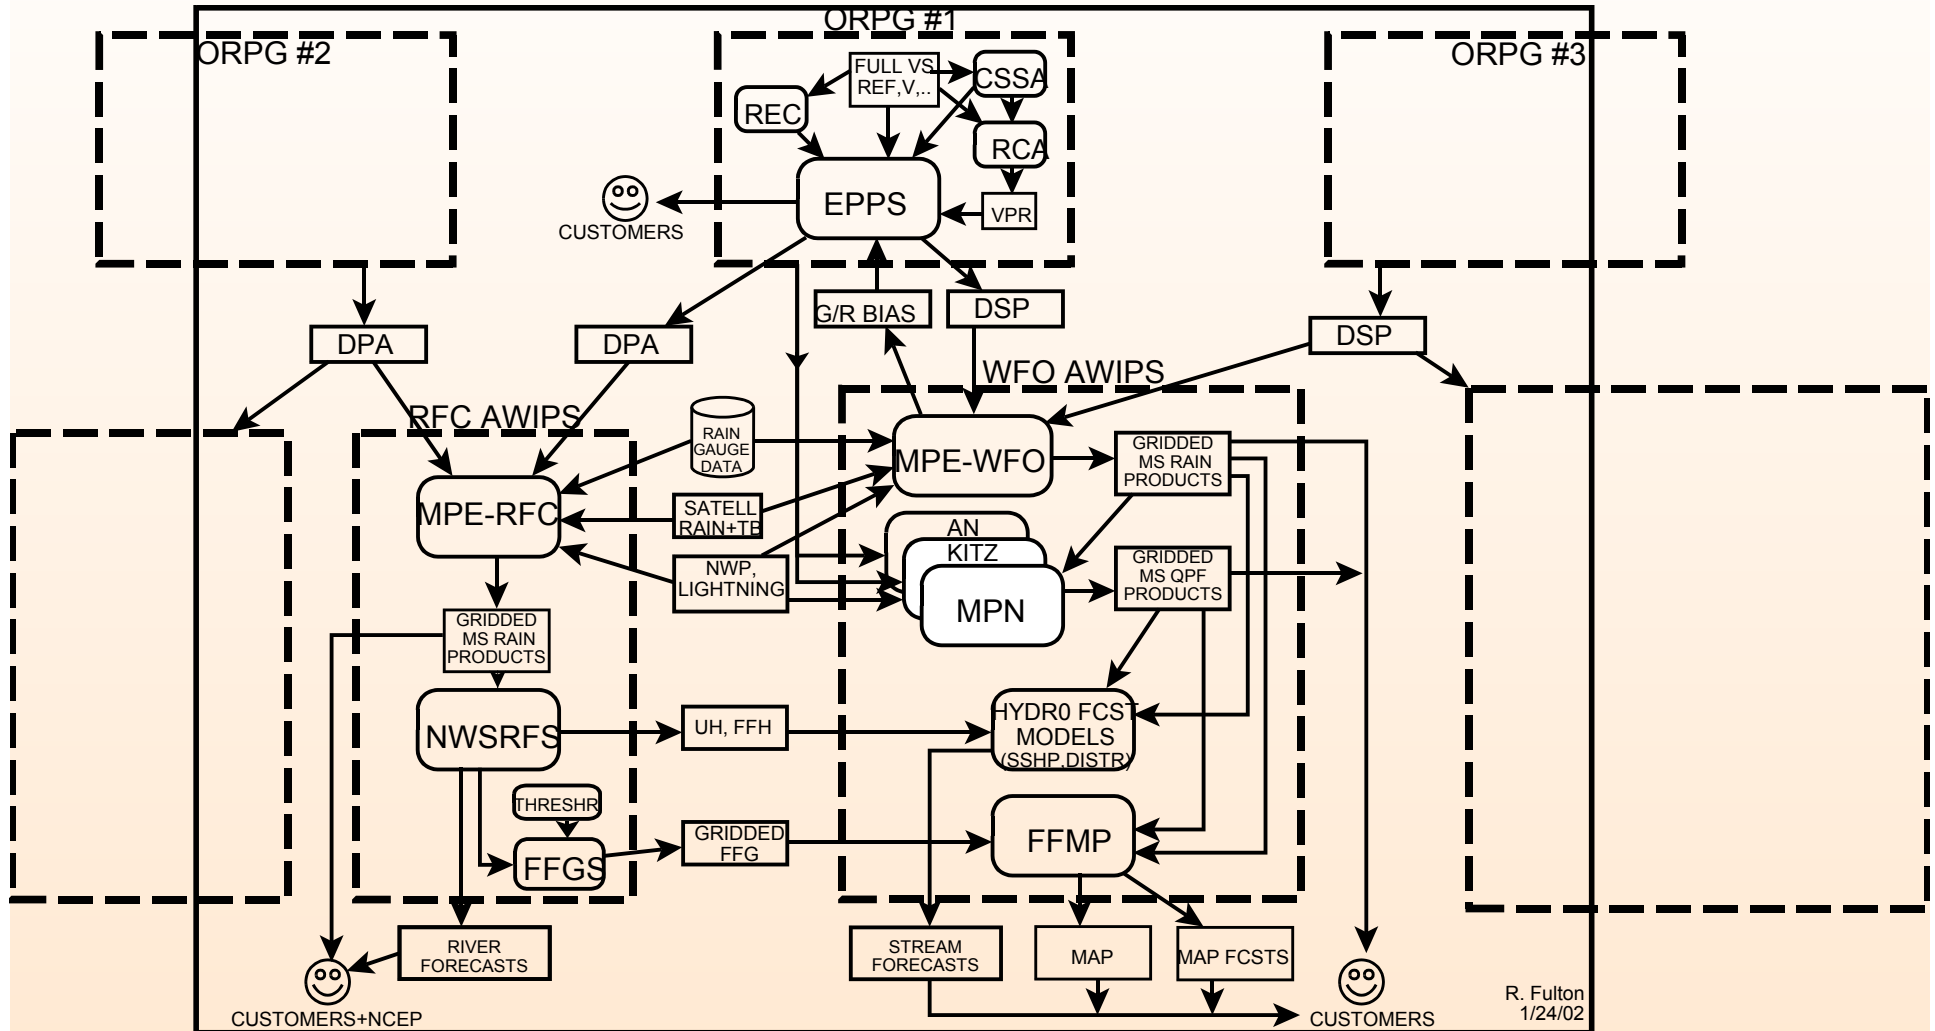 ORPG #1
ORPG #2
ORPG #3
FULL VS
REF,V,..
CSSA
REC
RCA
EPPS
VPR
CUSTOMERS
G/R BIAS
DSP
DPA
DPA
DSP
WFO AWIPS
RFC AWIPS
RAIN
GAUGE
DATA
MPE-WFO
GRIDDED
MS RAIN
PRODUCTS
MPE-RFC
SATELL
RAIN+TB
AN
KITZ
MPN
NWP,
LIGHTNING
GRIDDED
MS QPF
PRODUCTS
GRIDDED
MS RAIN
PRODUCTS
NWSRFS
UH, FFH
HYDR0 FCST
MODELS
(SSHP,DISTR)
THRESHR
FFGS
GRIDDED
FFG
FFMP
RIVER
FORECASTS
STREAM
FORECASTS
MAP
MAP FCSTS
CUSTOMERS+NCEP
CUSTOMERS
R. Fulton
1/24/02